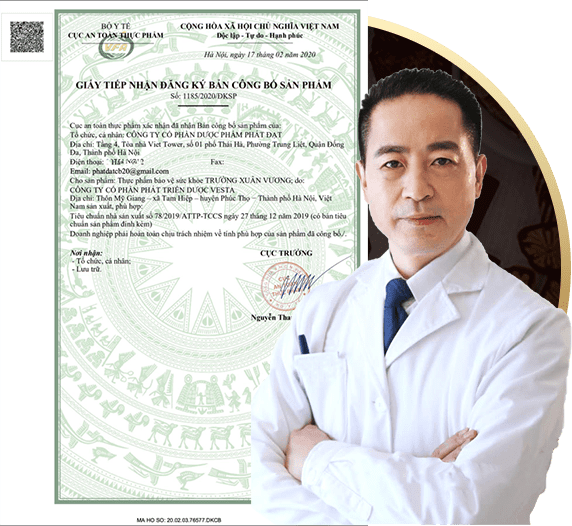 BỘ Y TẾ
CỤC AN TOÀN THỰC PHẨM
CỘNG HÒA XÃ HỘI CHỦ NGHĨA VIỆT NAM
Độc lập - Tự do - Hạnh phúc
Hà Nội, ngày 17 tháng 02 năm 2020
GIẤY TIẾP NHẬN ĐĂNG KÝ BẢN CÔNG BỐ SẢN PHẨM
Số: 1185/2020/ĐKSP
Cục an toàn thực phẩm xác nhận đã nhận Bản công bố sản phẩm của:
Tổ chức, cá nhân: CÔNG TY CỔ PHẦN DƯỢC PHẨM PHÁT ĐẠT
Địa chỉ: Tầng 4, Tòa nhà Viet Tower, số 01 phố Thái Hà, Phường Trung Liệt, Quận Đống
Đa, Thành phố Hà Nội
Điện thoại: Fax:
Email: phatdatcb20@gmail.com
Cho sản phẩm: Thực phẩm bảo vệ sức khỏe TRƯỜNG XUÂN VƯƠNG; do:
CÔNG TY CỔ PHẦN PHÁT TRIỂN DƯỢC VESTA
Địa chỉ: Thôn Mỹ Giang – xã Tam Hiệp – huyện Phúc Thọ – Thành phố Hà Nội, Việt
Nam sản xuất, phù hợp:
Tiêu chuẩn nhà sản xuất số 78/2019/ATTP-TCCS ngày 27 tháng 12 năm 2019 (có bản tiêu
chuẩn sản phẩm đính kèm)
Doanh nghiệp phải hoàn toàn chịu trách nhiệm về tính phù hợp của sản phẩm đã công bố./.
Nơi nhận:
- Tổ chức, cá nhân;
- Lưu trữ.
CỤC TRƯỞNG
Nguyễn
MA HO SO: 20.02.03.76577.DKCB